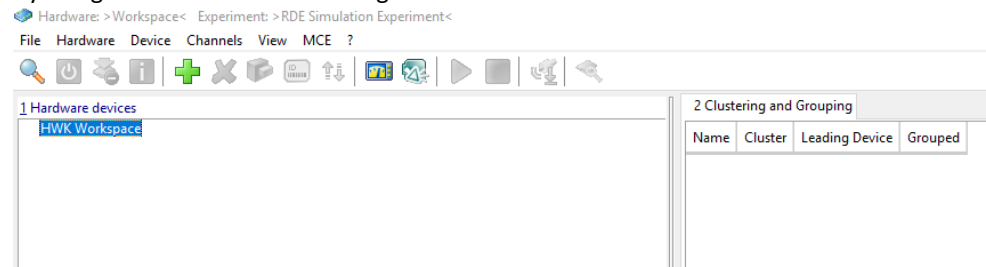 Hardware: >Workspace<   Experiment: >RDE Simulation Experiment<
File Hardware Device Channels View MCE ?
1 Hardware devices
2 Clustering and Grouping
HWK Workspace
Name Cluster Leading Device Grouped